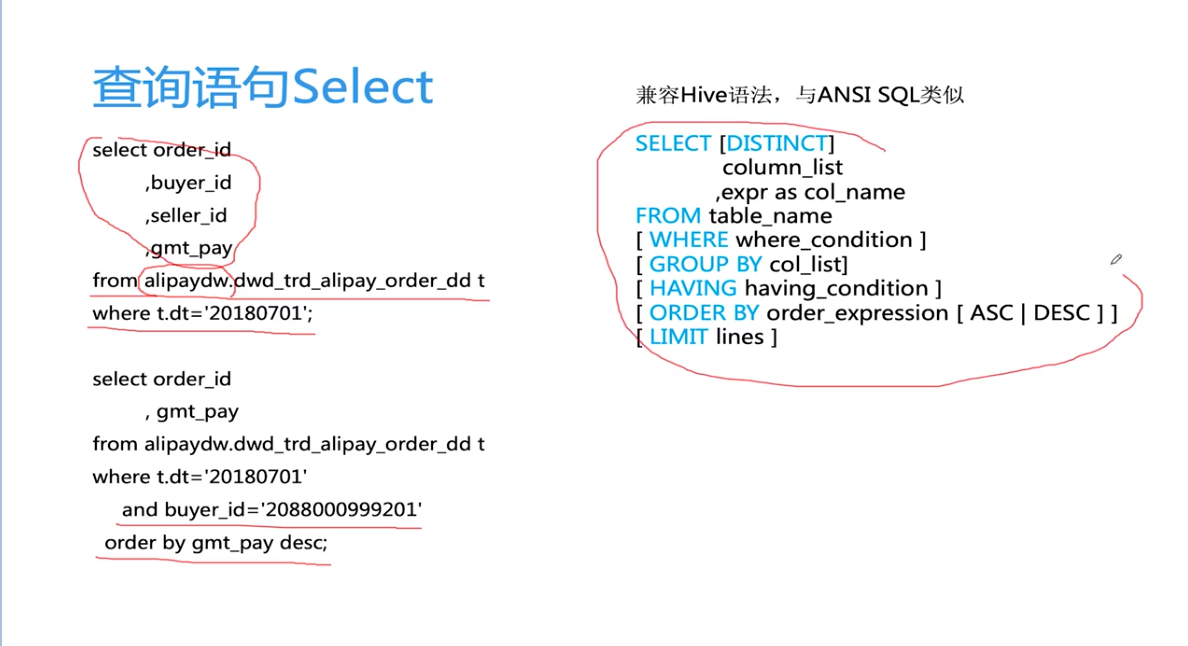 查询语句Select
select order_id
,buyer_id
,seller_id
,gmt_pay
from alipaydw.dwd_trd_alipay_order_dd t
where t.dt='20180701';
select order_id
, gmt_pay
from alipaydw.dwd_trd_alipay_order_dd t
where t.dt='20180701'
and buyer_id='2088000999201'
order by gmt_pay desc;
兼容Hive语法，与ANSI SQL类似
SELECT [DISTINCT]
column_list
,expr as col_name
FROM table_name
[ WHERE where_condition ]
[ GROUP BY col_list]
[ HAVING having_condition ]
[ ORDER BY order_expression [ ASC | DESC ] ]
[ LIMIT lines ]